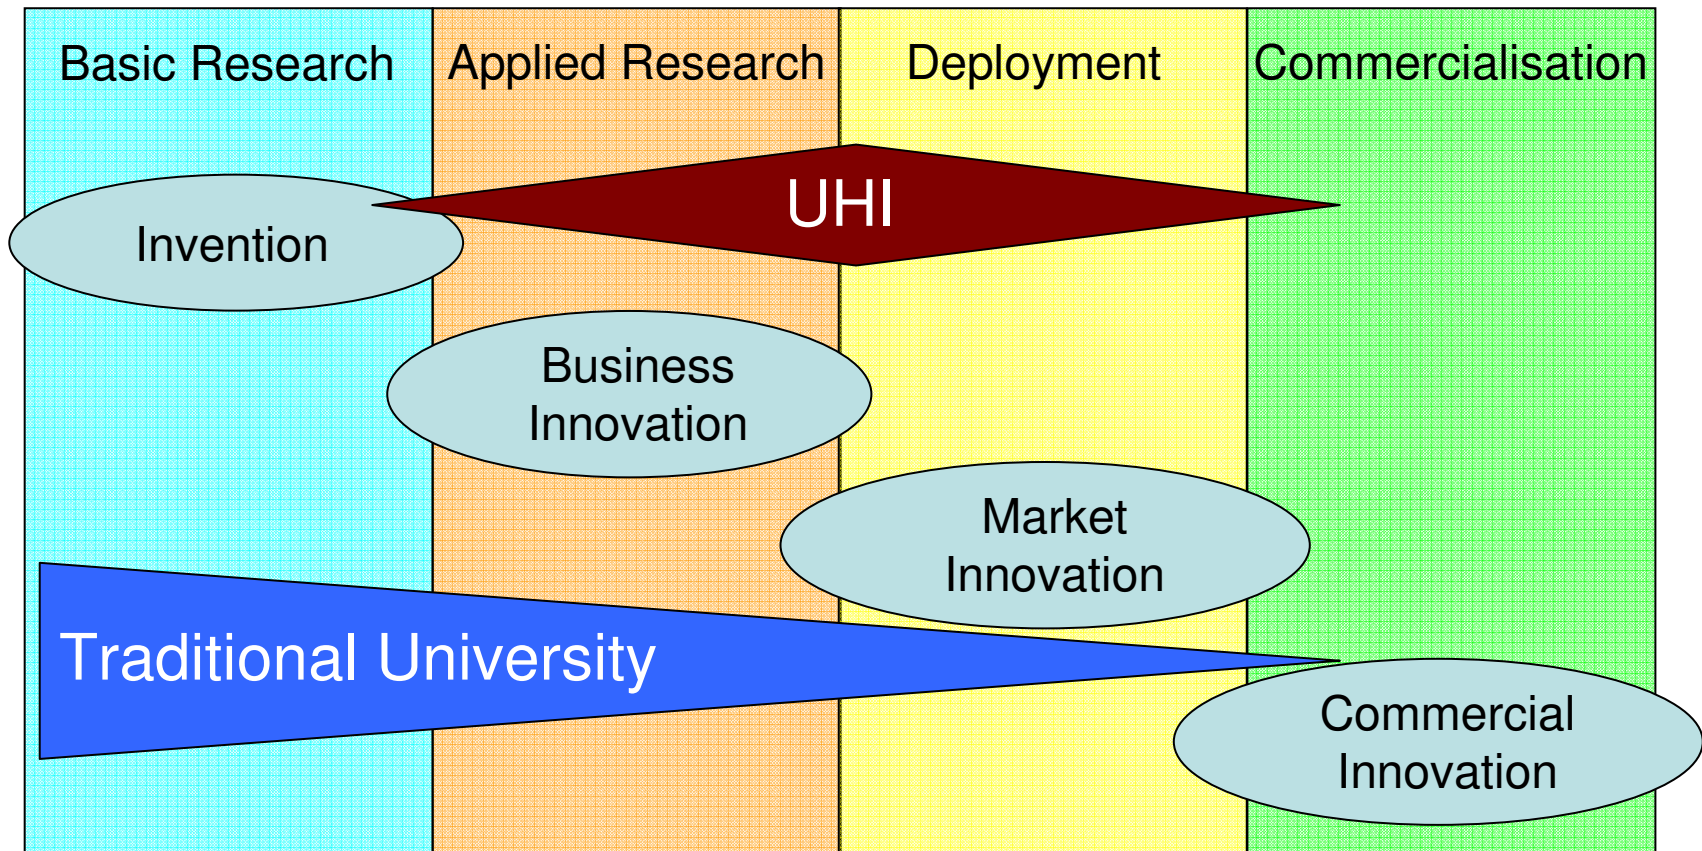 Basic Research
Applied Research
Deployment
Commercialisation
UHI
Invention
Business
Innovation
Market
Innovation
Traditional University
Commercial
Innovation